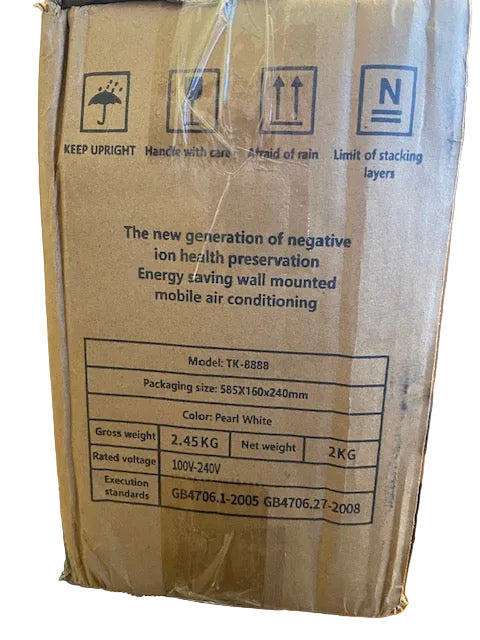 N
KEEP UPRIGHT Handle with care Afraid of rain Limit of stacking
layers
The new generation of negative
ion health preservation
Energy saving wall mounted
mobile air conditioning
Model: TK-8888
Packaging size: 585X160x240mm
Color: Pearl White
Gross weight 2.45KG Net weight 2KG
Rated voltage 100V-240V
Execution
standards GB4706.1-2005 GB4706.27-2008